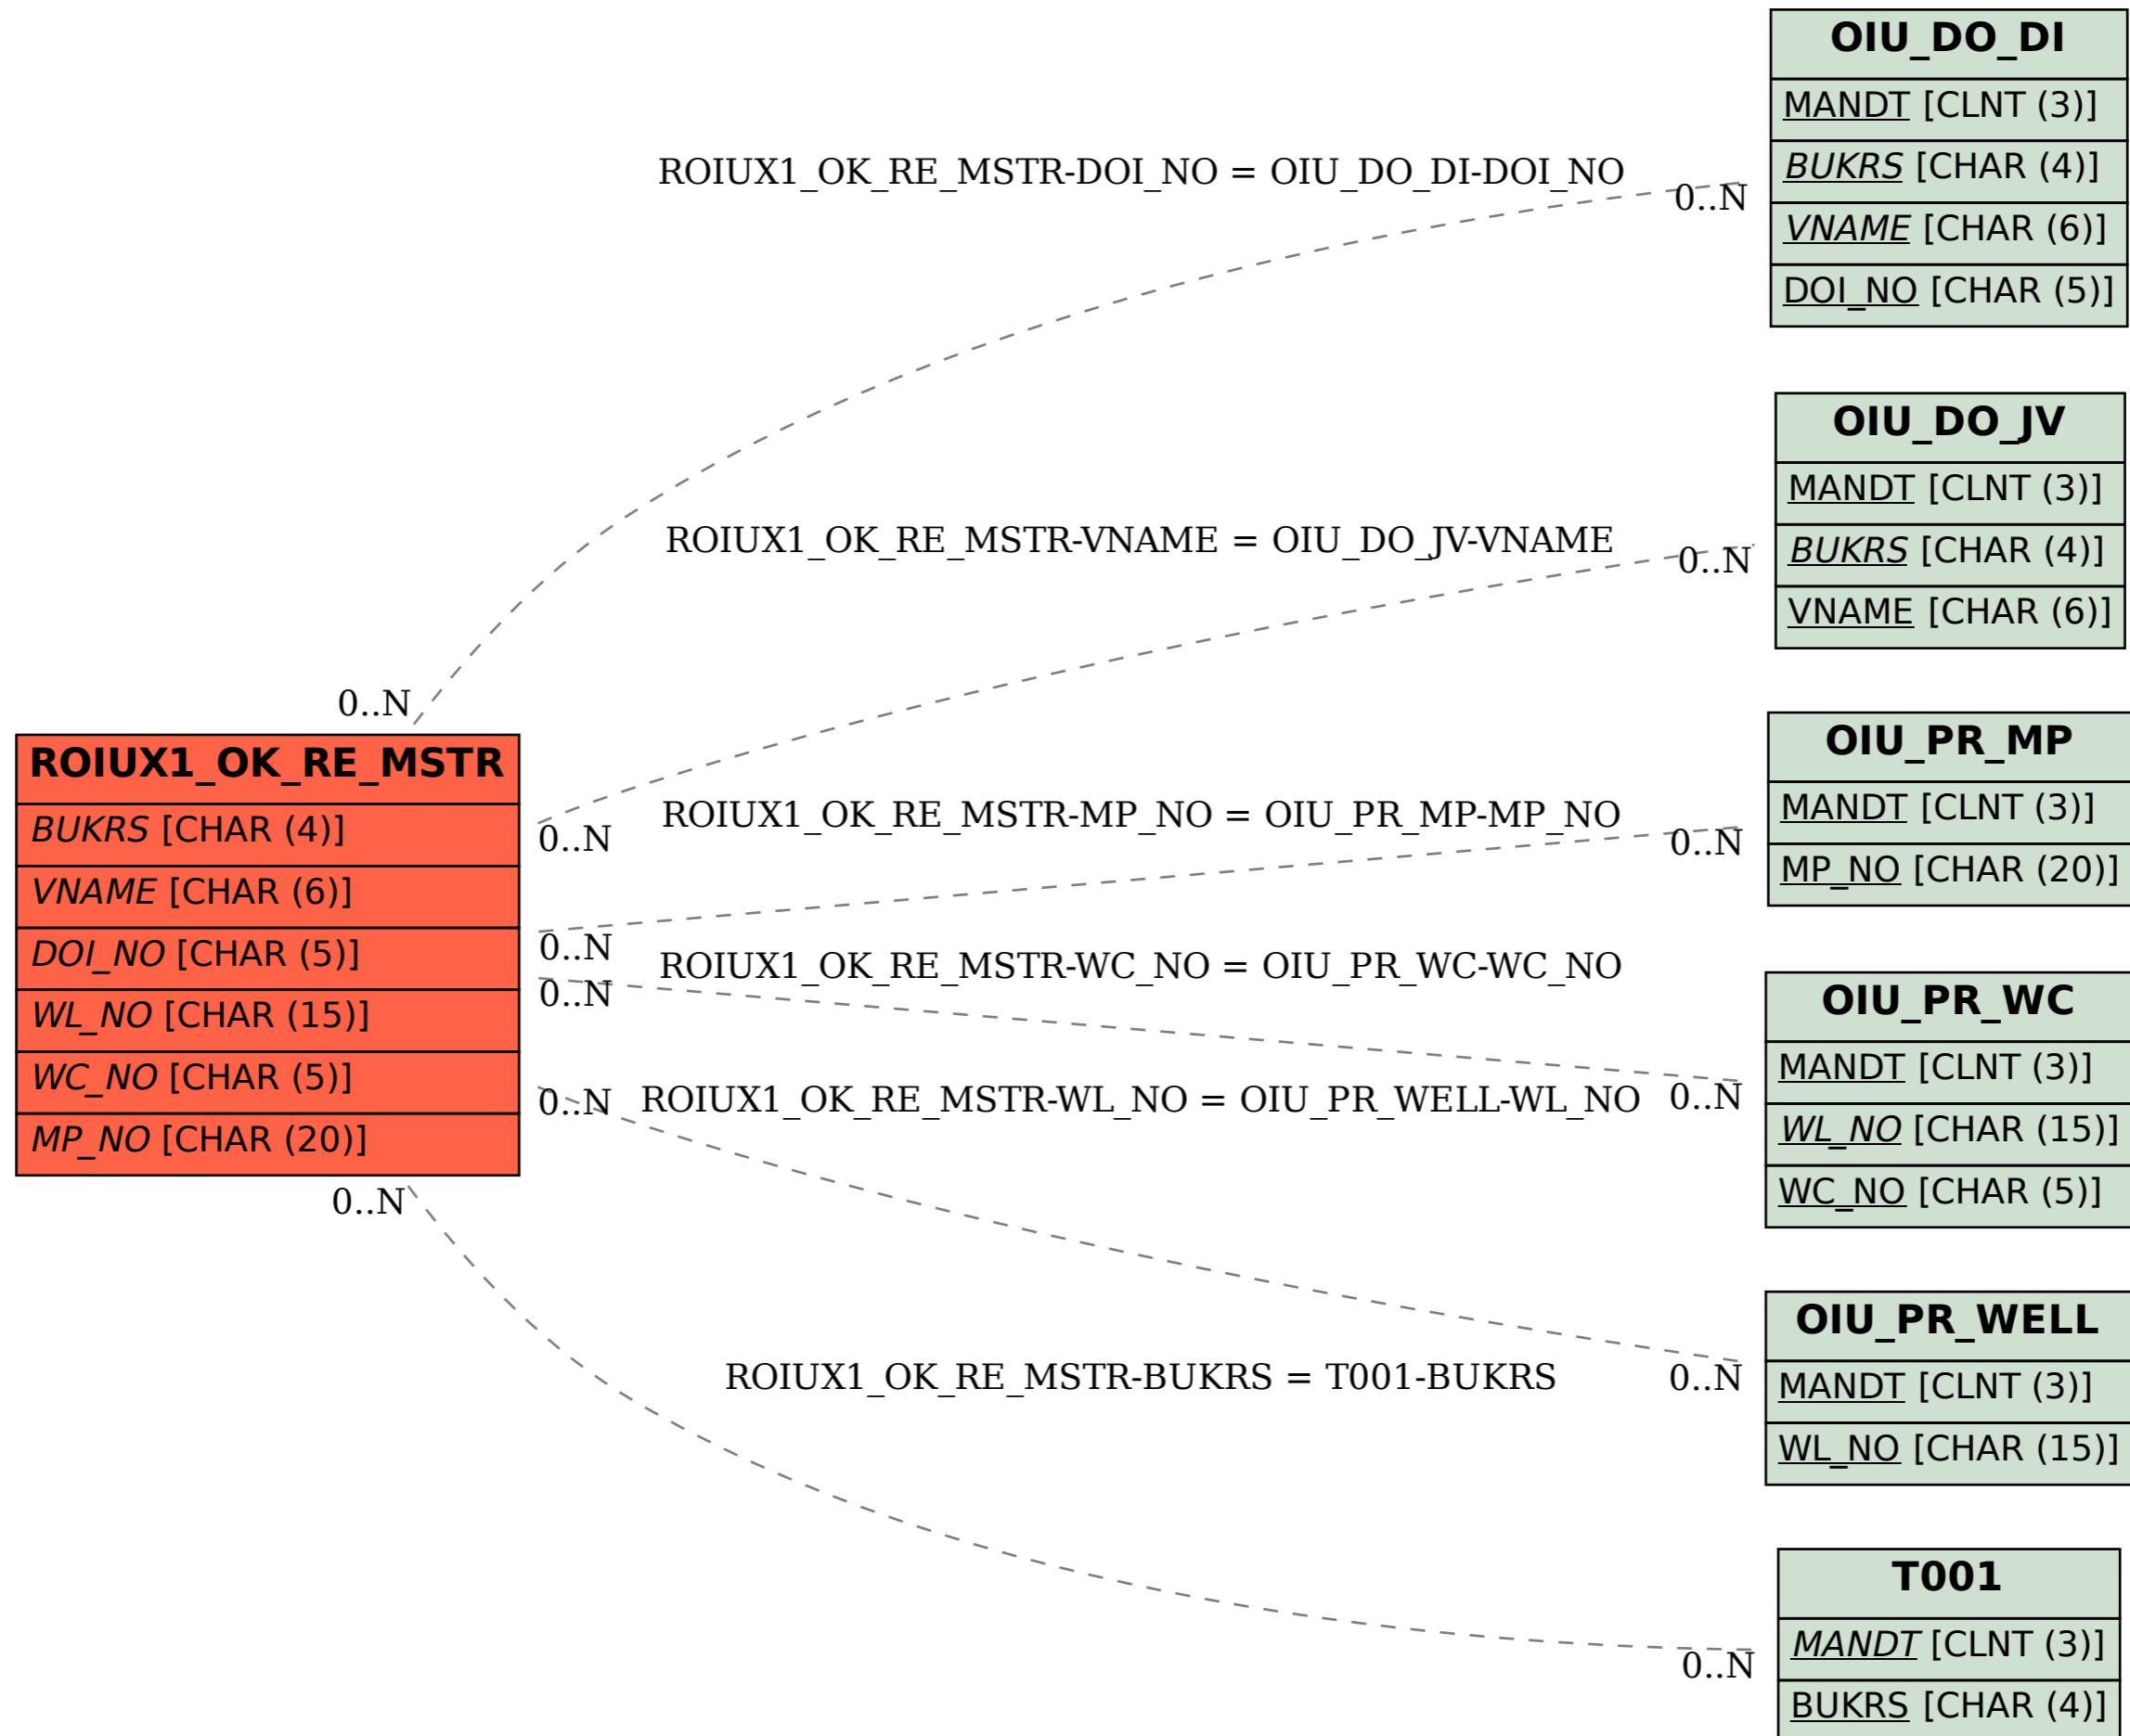 OIU_DO_DI
MANDT [CLNT (3)]
BUKRS [CHAR (4)]
VNAME [CHAR (6)]
DOI_NO [CHAR (5)]
ROIUX1_OK_RE_MSTR-DOI_NO = OIU_DO_DI-DOI_NO
0..N
0..N
OIU_DO_JV
MANDT [CLNT (3)]
BUKRS [CHAR (4)]
VNAME [CHAR (6)]
ROIUX1_OK_RE_MSTR-VNAME = OIU_DO_JV-VNAME
0..N
0..N
ROIUX1_OK_RE_MSTR
BUKRS [CHAR (4)]
VNAME [CHAR (6)]
DOI_NO [CHAR (5)]
WL_NO [CHAR (15)]
WC_NO [CHAR (5)]
MP_NO [CHAR (20)]
OIU_PR_MP
MANDT [CLNT (3)]
MP_NO [CHAR (20)]
ROIUX1_OK_RE_MSTR-MP_NO = OIU_PR_MP-MP_NO
0..N
0..N
ROIUX1_OK_RE_MSTR-WC_NO = OIU_PR_WC-WC_NO
0..N
0..N
OIU_PR_WC
MANDT [CLNT (3)]
WL_NO [CHAR (15)]
WC_NO [CHAR (5)]
ROIUX1_OK_RE_MSTR-WL_NO = OIU_PR_WELL-WL_NO
0..N
0..N
OIU_PR_WELL
MANDT [CLNT (3)]
WL_NO [CHAR (15)]
ROIUX1_OK_RE_MSTR-BUKRS = T001-BUKRS
0..N
0..N
T001
MANDT [CLNT (3)]
BUKRS [CHAR (4)]